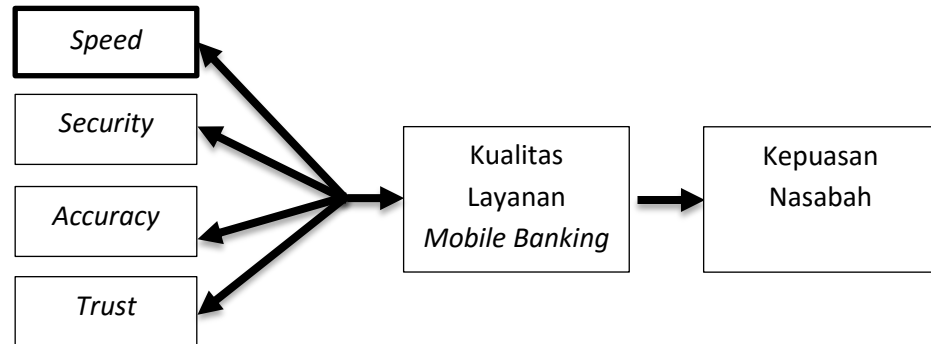 Speed
Security
Accuracy
Trust
Kualitas
Layanan
Mobile Banking
Kepuasan
Nasabah